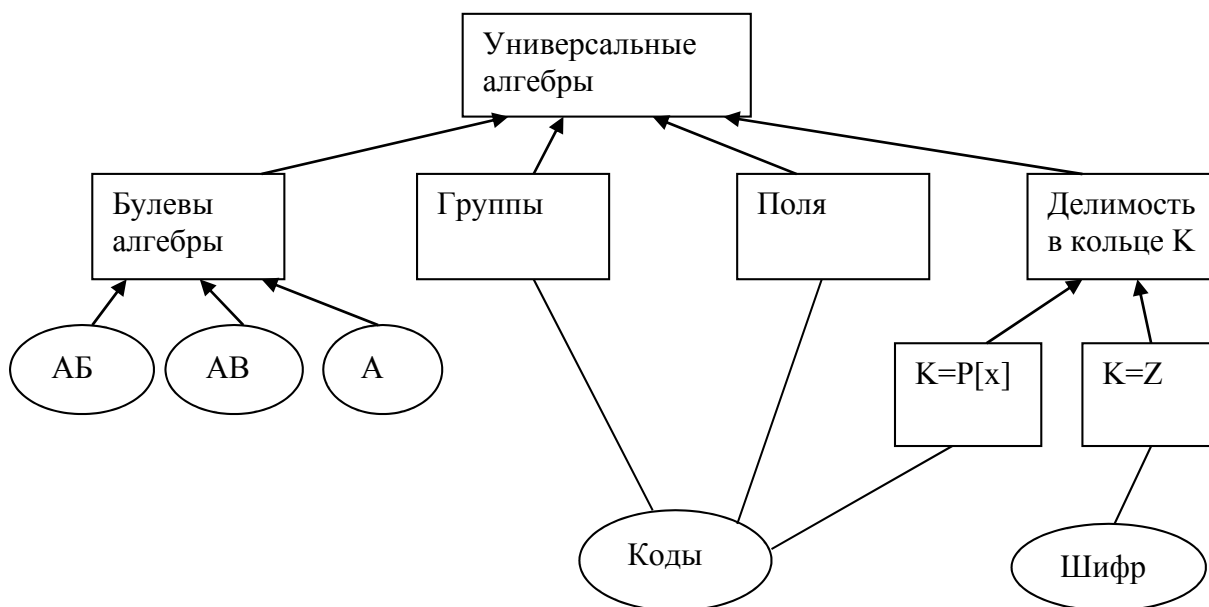 Универсальные
алгебры
Булевы
алгебры
Группы
Поля
Делимость
в кольце K
АБ
АВ
А
K=P[x]
K=Z
Коды
Шифр